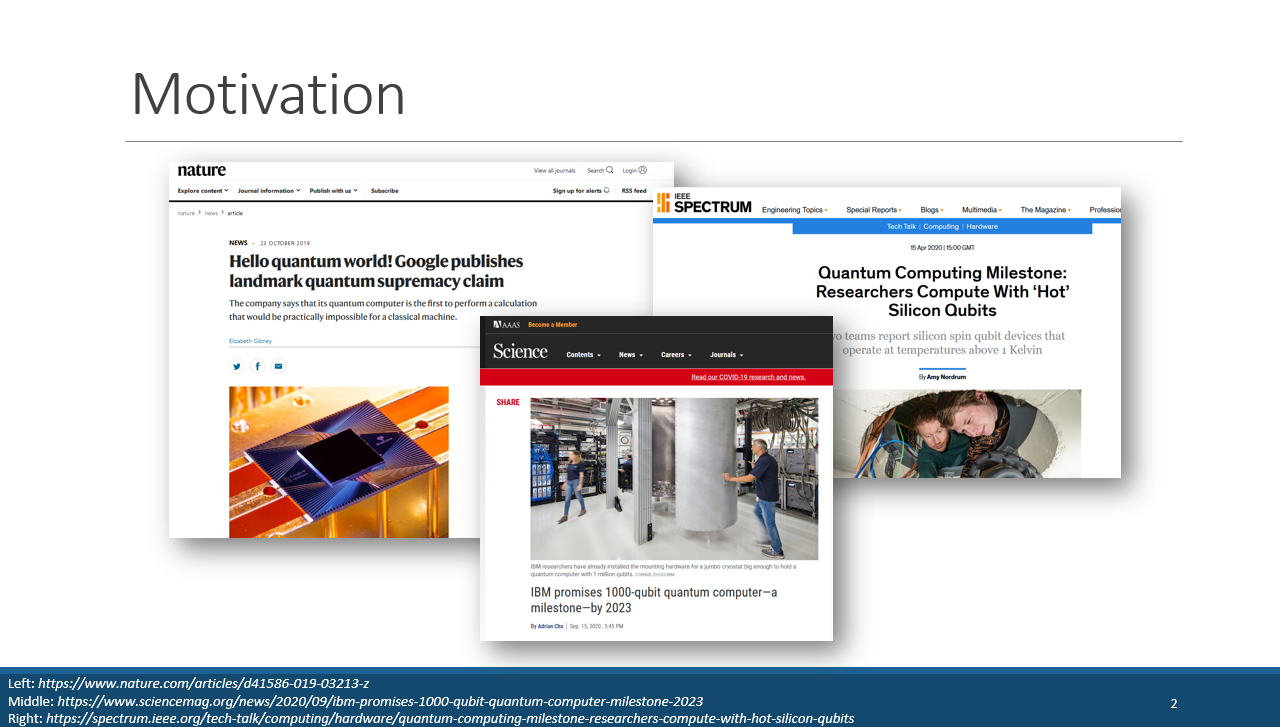 Motivation
nature
View all journals Search Login
Explore content Journal information Publish with us Subscribe
Sign up for alerts RSS feed
nature > news > article
NEWS · 23 OCTOBER 2019
Hello quantum world! Google publishes
landmark quantum supremacy claim
The company says that its quantum computer is the first to perform a calculation
that would be practically impossible for a classical machine.
Elizabeth Gibney
IEEE
SPECTRUM
Engineering Topics Special Reports Blogs Multimedia The Magazine
Tech Talk | Computing | Hardware
15 Apr 2020 | 15:00 GMT
Quantum Computing Milestone:
Researchers Compute With ‘Hot’
Silicon Qubits
teams report silicon spin qubit devices that
operate at temperatures above 1 Kelvin
By Amy Nordrum
AAAS Become a Member
Science
Contents News Careers Journals
Read our COVID-19 research and news.
SHARE
IBM researchers have already installed the mounting hardware for a jumbo cryostat big enough to hold a
quantum computer with 1 million qubits. CONNIE ZHOU/IBM
IBM promises 1000-qubit quantum computer—a
milestone—by 2023
By Adrian Cho | Sep. 15, 2020 , 5:45 PM
Left: https://www.nature.com/articles/d41586-019-03213-z
Middle: https://www.sciencemag.org/news/2020/09/ibm-promises-1000-qubit-quantum-computer-milestone-2023
Right: https://spectrum.ieee.org/tech-talk/computing/hardware/quantum-computing-milestone-researchers-compute-with-hot-silicon-qubits
2